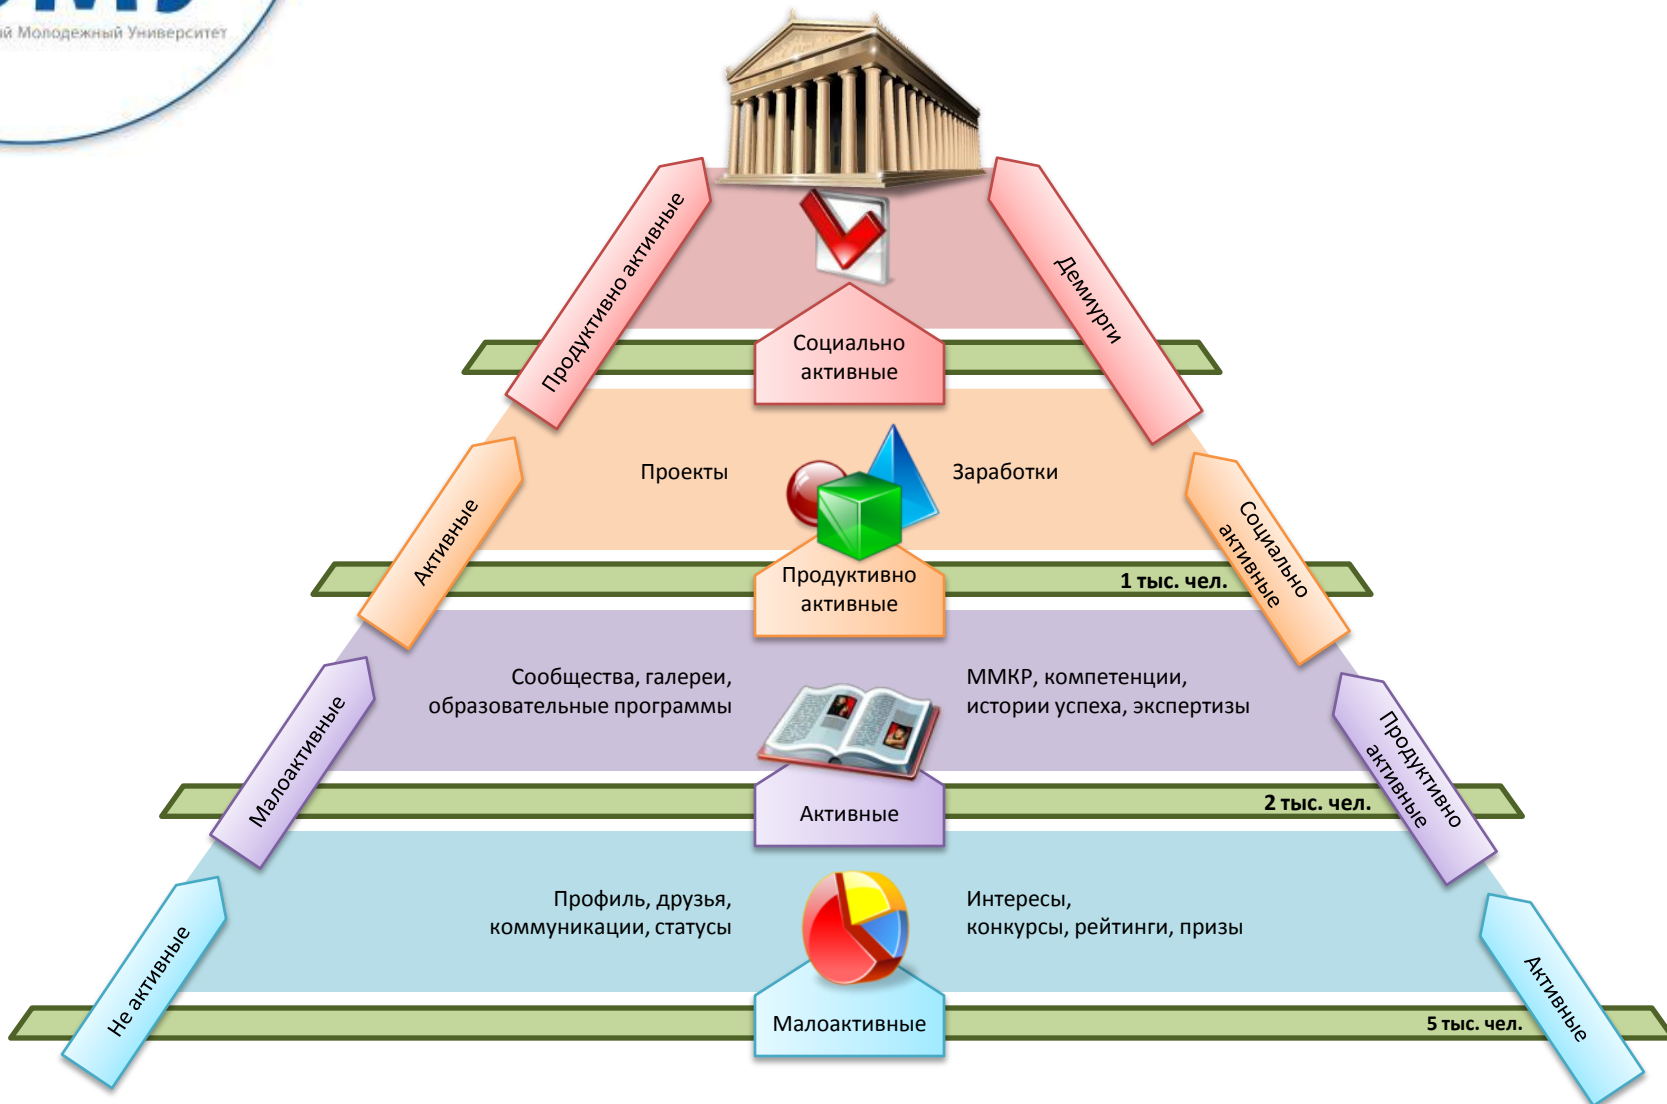 Молодежный Университет
Продуктивно активные
Демиурги
Социально
активные
Активные
Проекты
Заработки
Социально
активные
Продуктивно
активные
1 тыс. чел.
Малоактивные
Сообщества, галереи,
образовательные программы
ММКР, компетенции,
истории успеха, экспертизы
Продуктивно
активные
Активные
2 тыс. чел.
Не активные
Профиль, друзья,
коммуникации, статусы
Интересы,
конкурсы, рейтинги, призы
Активные
Малоактивные
5 тыс. чел.